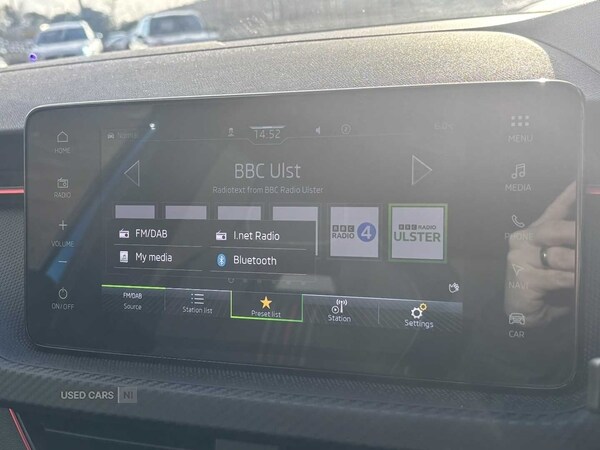 14:52
HOME
RADIO
VOLUME
ON/OFF
BBC Ulst
Radiotext from BBC Radio Ulster
BBC
RADIO 4
BBC RADIO
ULSTER
FM/DAB
I.net Radio
My media
Bluetooth
FM/DAB
Source
Station list
Preset list
Station
Settings
MENU
MEDIA
PHONE
NAVI
CAR
USED CARS NI